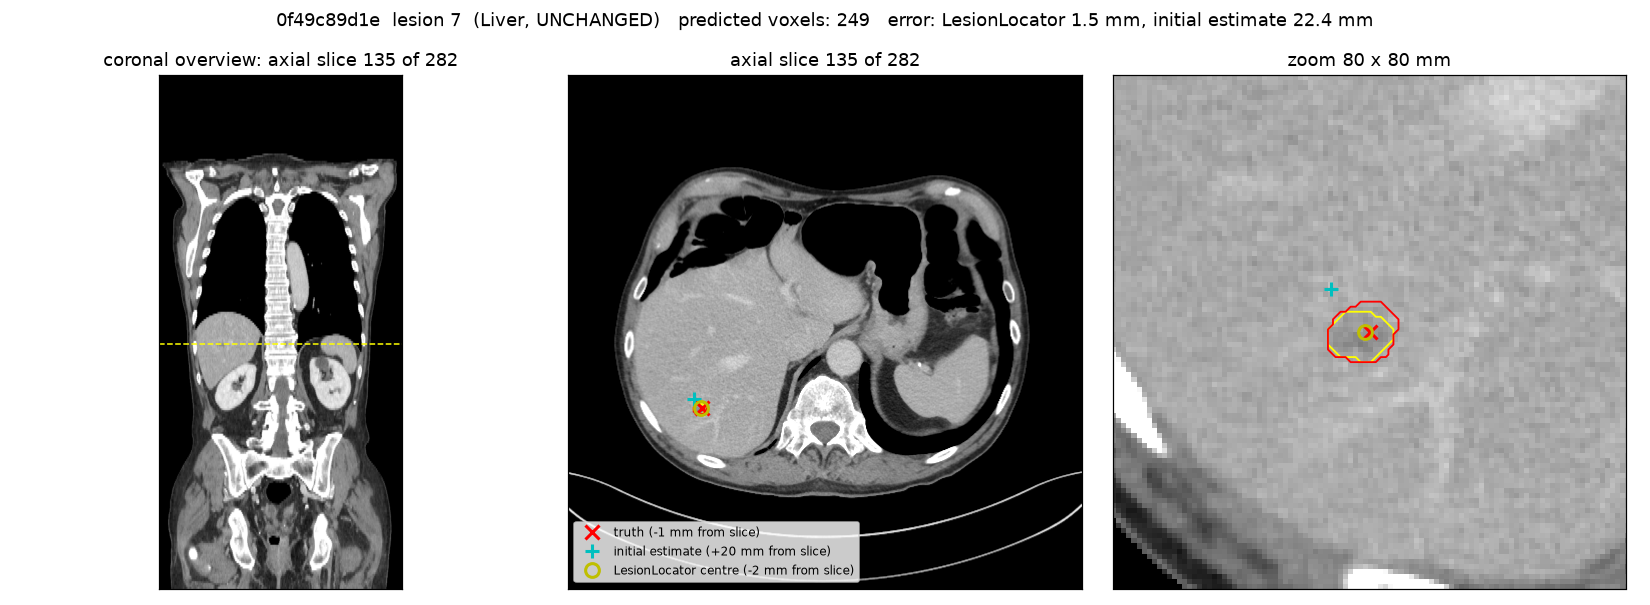 0f49c89d1e  lesion 7  (Liver, UNCHANGED)   predicted voxels: 249   error: LesionLocator 1.5 mm, initial estimate 22.4 mm
coronal overview: axial slice 135 of 282
axial slice 135 of 282
zoom 80 x 80 mm
truth (-1 mm from slice)
initial estimate (+20 mm from slice)
LesionLocator centre (-2 mm from slice)